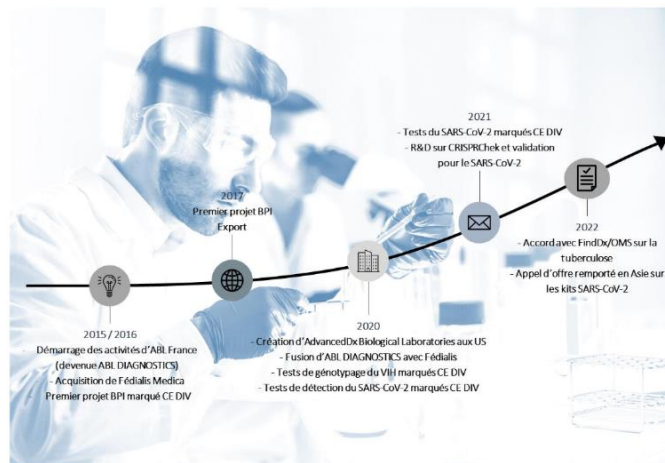 2015 / 2016
Démarrage des activités d'ABL France
(devenue ABL DIAGNOSTICS)
- Acquisition de Fédialis Medica
Premier projet BPI marqué CE DIV
2017
Premier projet BPI
Export
2020
- Création d'AdvancedDx Biological Laboratories aux US
- Fusion d'ABL DIAGNOSTICS avec Fédialis
- Tests de génotypage du VIH marqués CE DIV
- Tests de détection du SARS-CoV-2 marqués CE DIV
2021
- Tests du SARS-CoV-2 marqués CE DIV
- R&D sur CRISPRChek et validation
pour le SARS-CoV-2
2022
- Accord avec FindDx/OMS sur la
tuberculose
- Appel d'offre remporté en Asie sur
les kits SARS-CoV-2